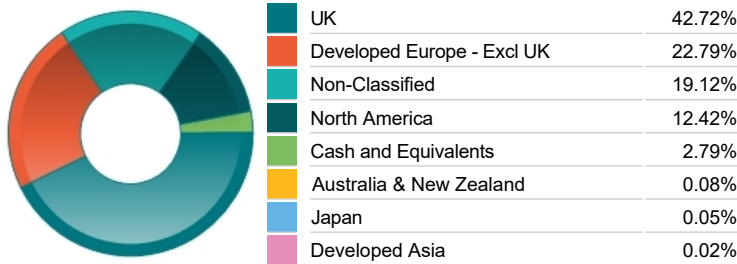 UK 42.72%
Developed Europe - Excl UK 22.79%
Non-Classified 19.12%
North America 12.42%
Cash and Equivalents 2.79%
Australia & New Zealand 0.08%
Japan 0.05%
Developed Asia 0.02%